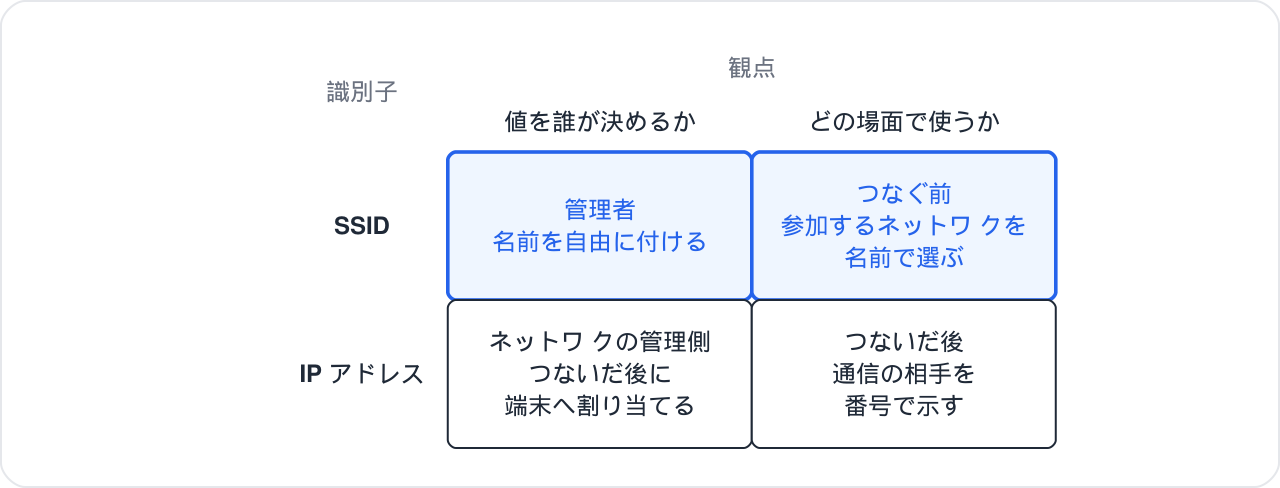 観点
識別子
値を誰が決めるか
どの場面で使うか
SSID
管理者
名前を自由に付ける
つなぐ前
参加するネットワ クを
名前で選ぶ
IP アドレス
ネットワ クの管理側
つないだ後に
端末へ割り当てる
つないだ後
通信の相手を
番号で示す